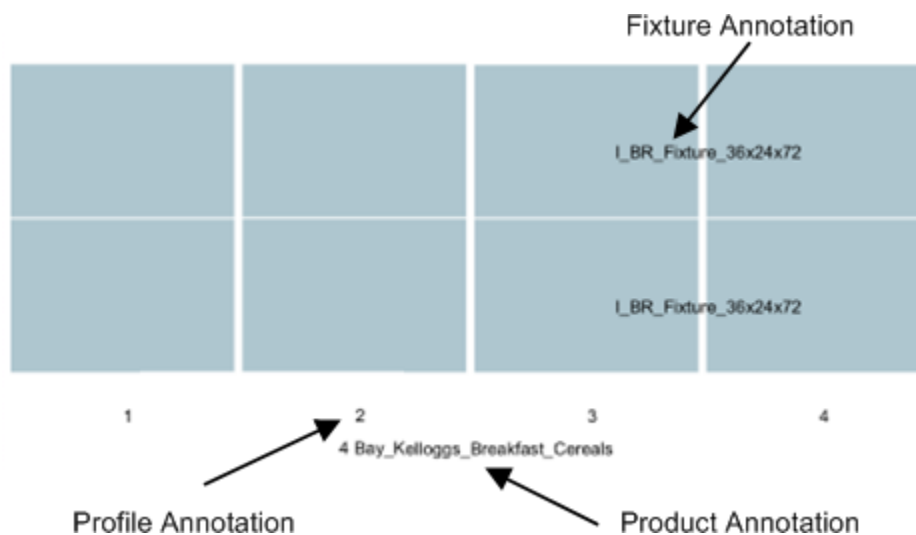 Fixture Annotation
I_BR_Fixture_36x24x72
I_BR_Fixture_36x24x72
1 2 3 4
4 Bay_Kelloggs_Breakfast_Cereals
Profile Annotation Product Annotation